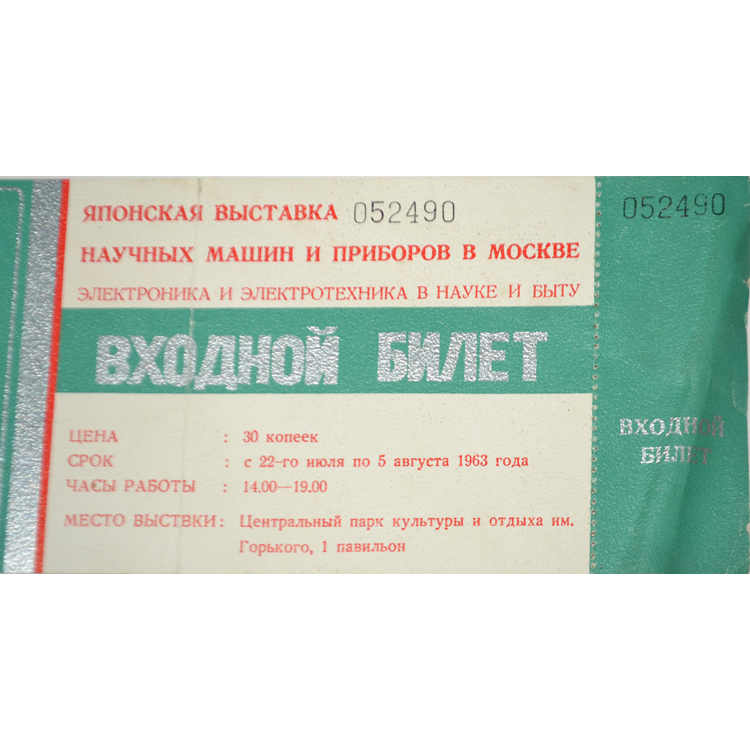 ЯПОНСКАЯ ВЫСТАВКА 052490
НАУЧНЫХ МАШИН И ПРИБОРОВ В МОСКВЕ
ЭЛЕКТРОНИКА И ЭЛЕКТРОТЕХНИКА В НАУКЕ И БЫТУ
ВХОДНОЙ БИЛЕТ
ЦЕНА : 30 копеек
СРОК : с 22-го июля по 5 августа 1963 года
ЧАСЫ РАБОТЫ : 14.00—19.00
МЕСТО ВЫСТВКИ: Центральный парк культуры и отдыха им.
Горького, 1 павильон
052490
ВХОДНОЙ
БИЛЕТ